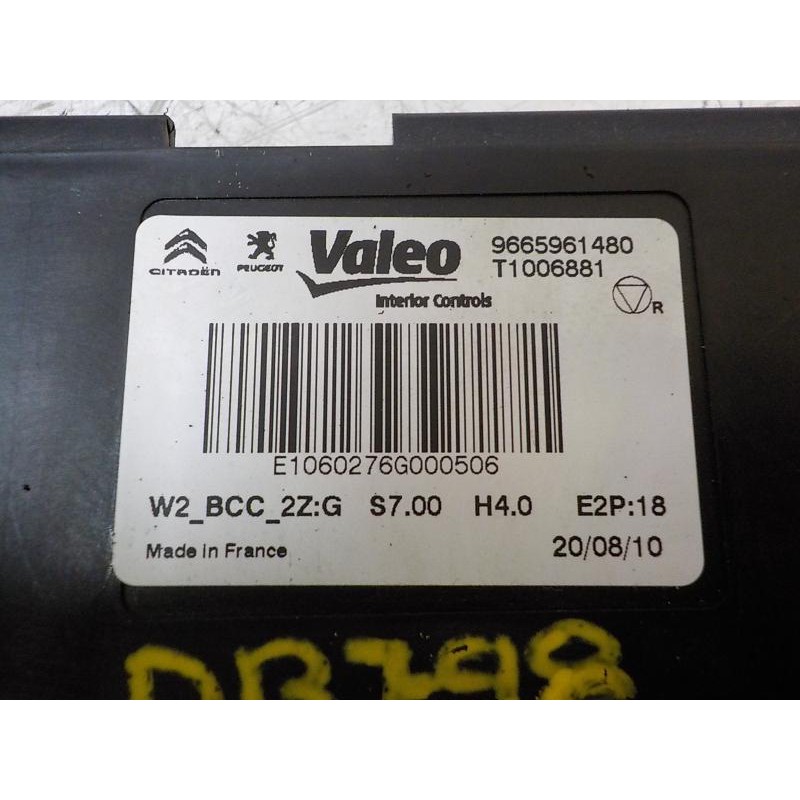 CITROËN PEUGEOT Valeo 9665961480
T1006881
Interior Controls
R
E1060276G000506
W2_BCC_2Z:G S7.00 H4.0 E2P:18
Made in France 20/08/10
DB798